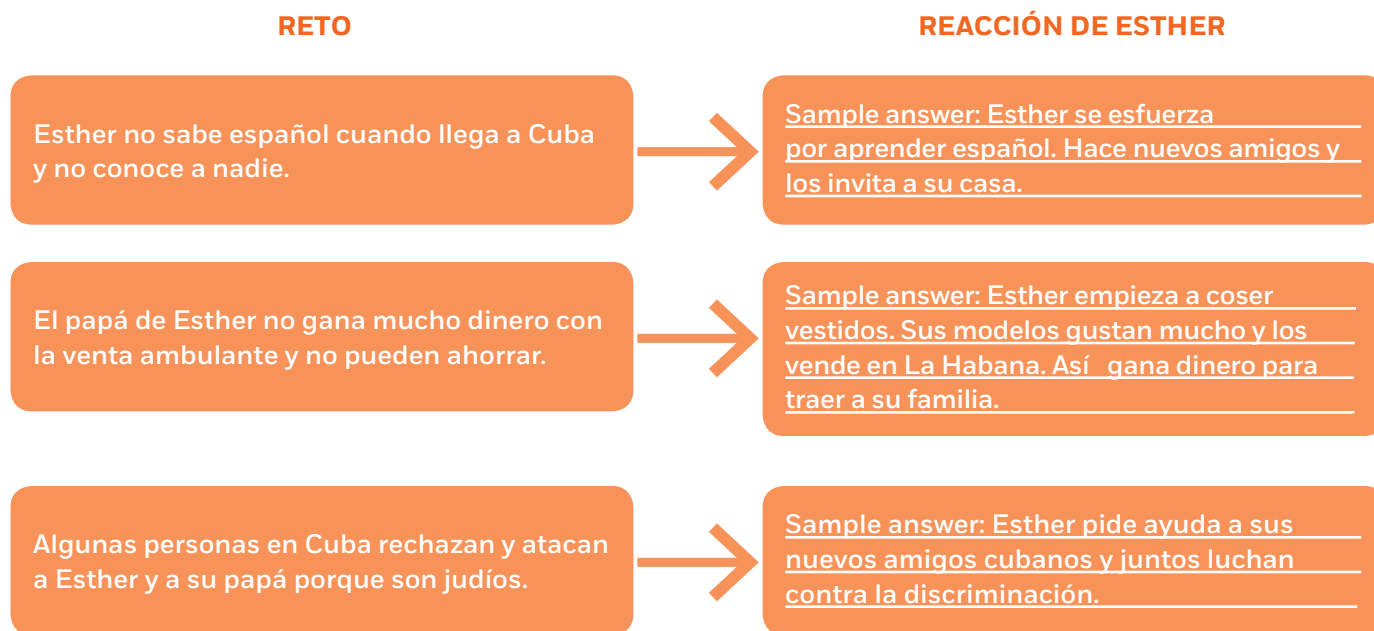 RETO
REACCIÓN DE ESTHER
Esther no sabe español cuando llega a Cuba
y no conoce a nadie.
Sample answer: Esther se esfuerza
por aprender español. Hace nuevos amigos y
los invita a su casa.
El papá de Esther no gana mucho dinero con
la venta ambulante y no pueden ahorrar.
Sample answer: Esther empieza a coser
vestidos. Sus modelos gustan mucho y los
vende en La Habana. Así gana dinero para
traer a su familia.
Algunas personas en Cuba rechazan y atacan
a Esther y a su papá porque son judíos.
Sample answer: Esther pide ayuda a sus
nuevos amigos cubanos y juntos luchan
contra la discriminación.